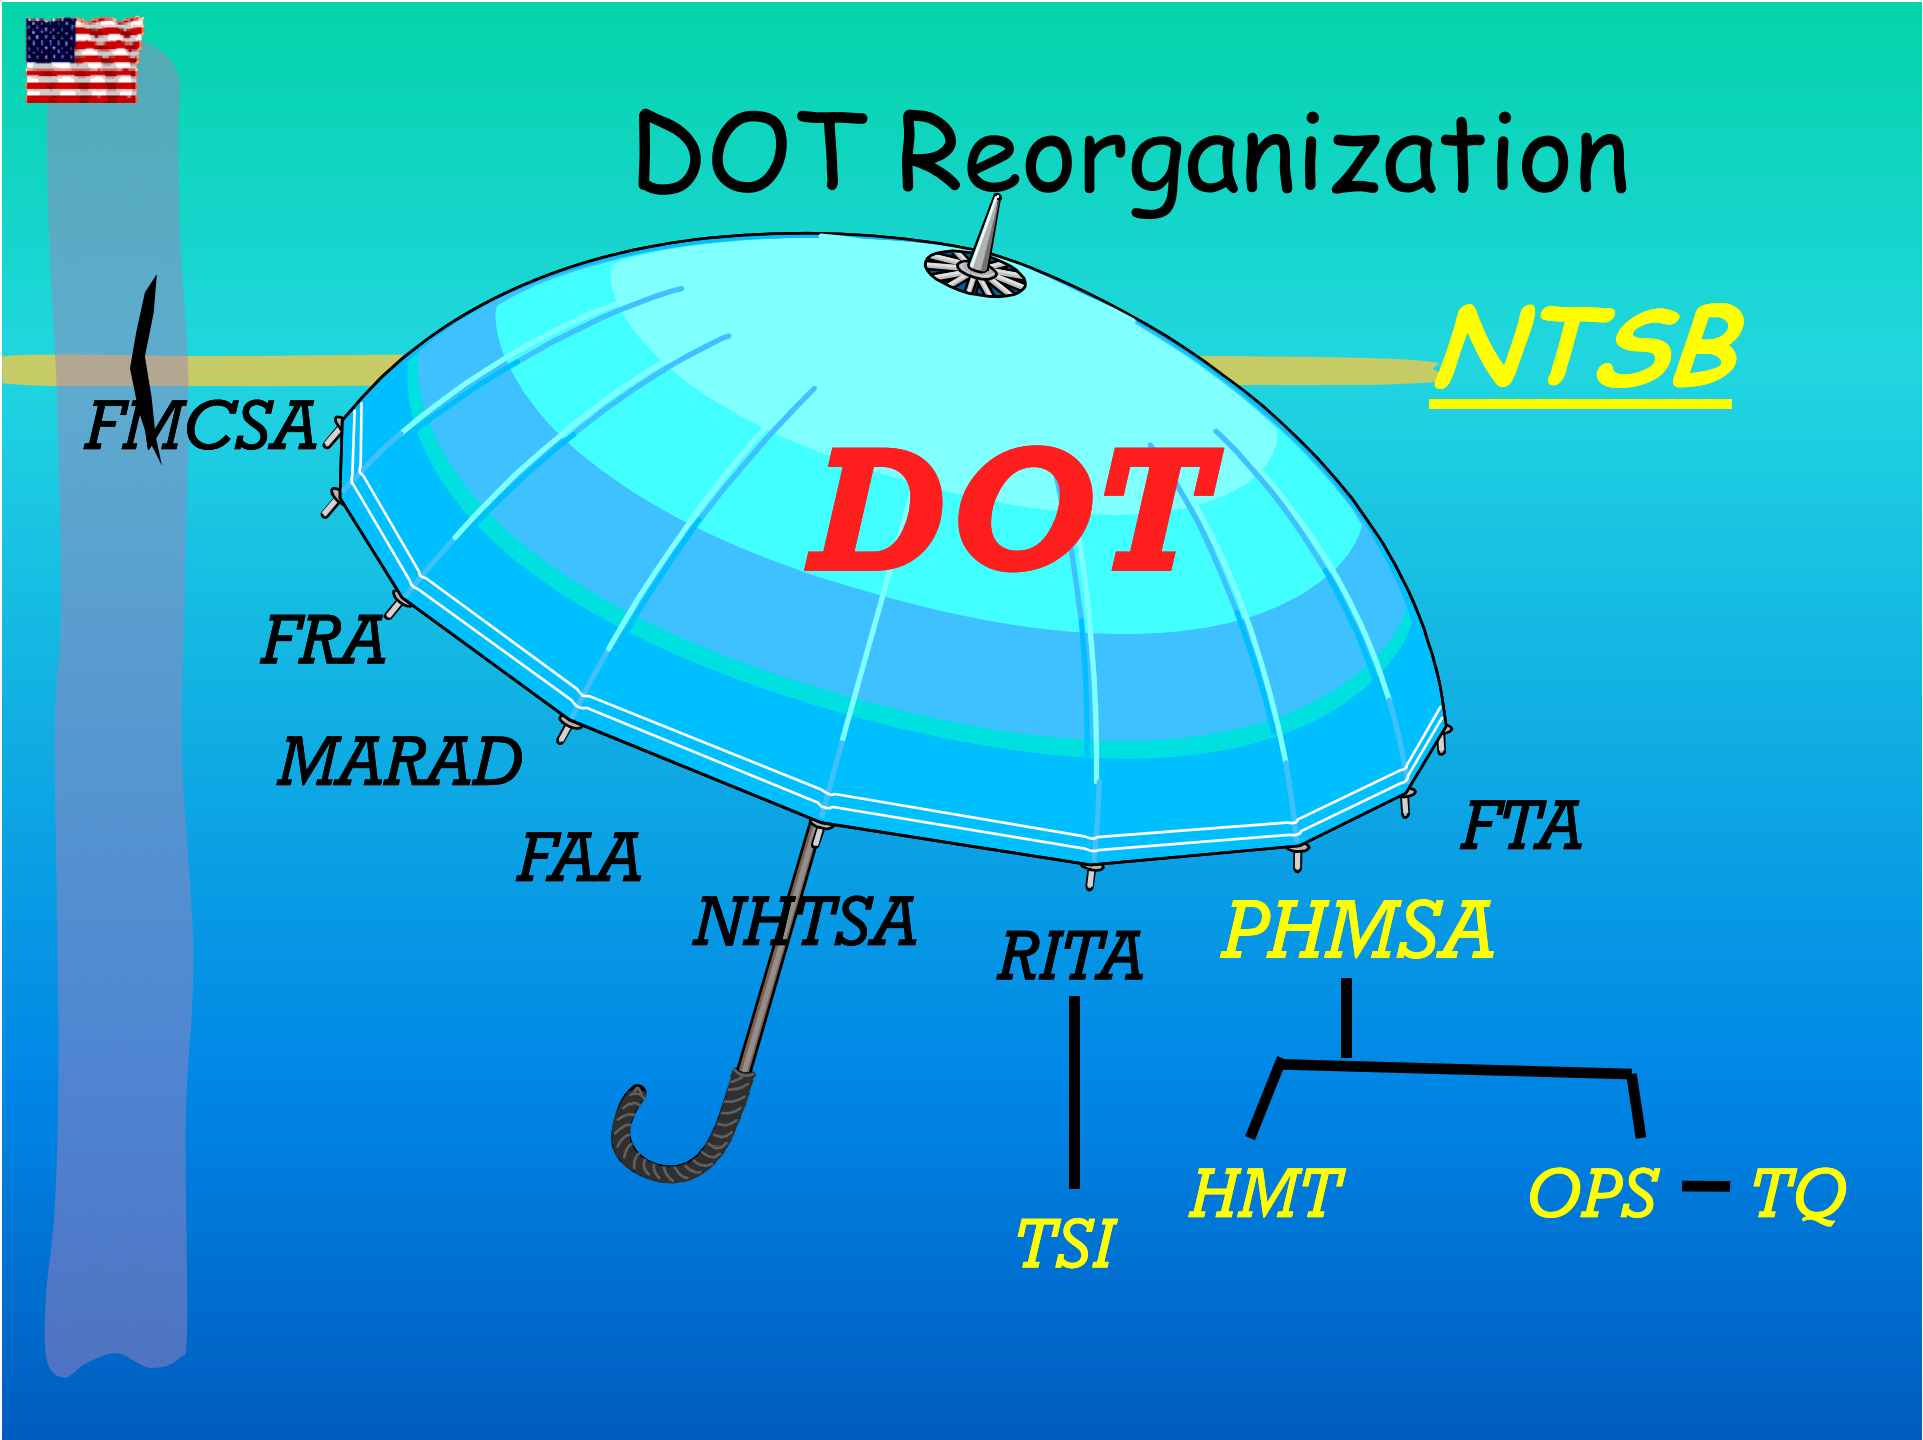 DOT Reorganization
NTSB
DOT
FMCSA
FRA
MARAD
FAA
NHTSA
RITA
PHMSA
FTA
TSI
HMT
OPS – TQ